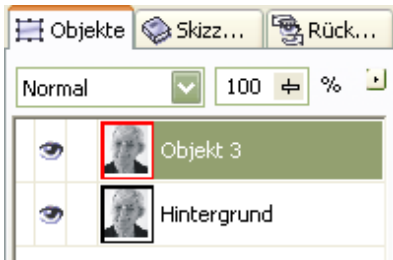 Objekte Skizz... Rück...
Normal 100 %
Objekt 3
Hintergrund